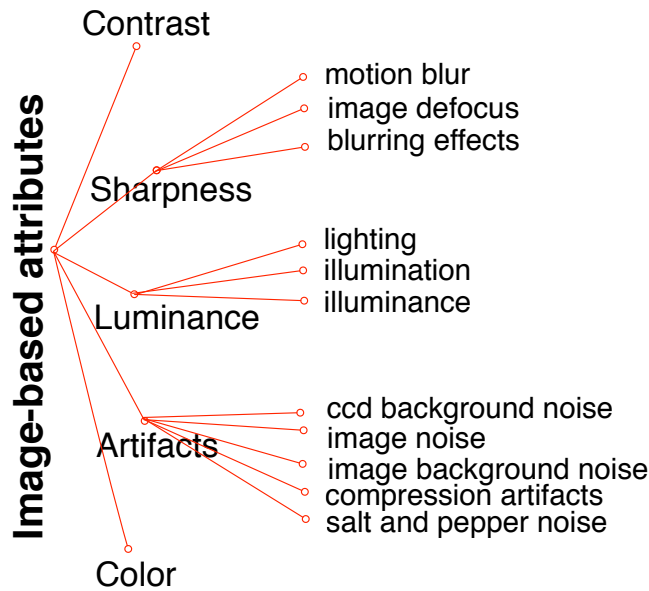 Image-based attributes
Contrast
Sharpness
motion blur
image defocus
blurring effects
Luminance
lighting
illumination
illuminance
Artifacts
ccd background noise
image noise
image background noise
compression artifacts
salt and pepper noise
Color